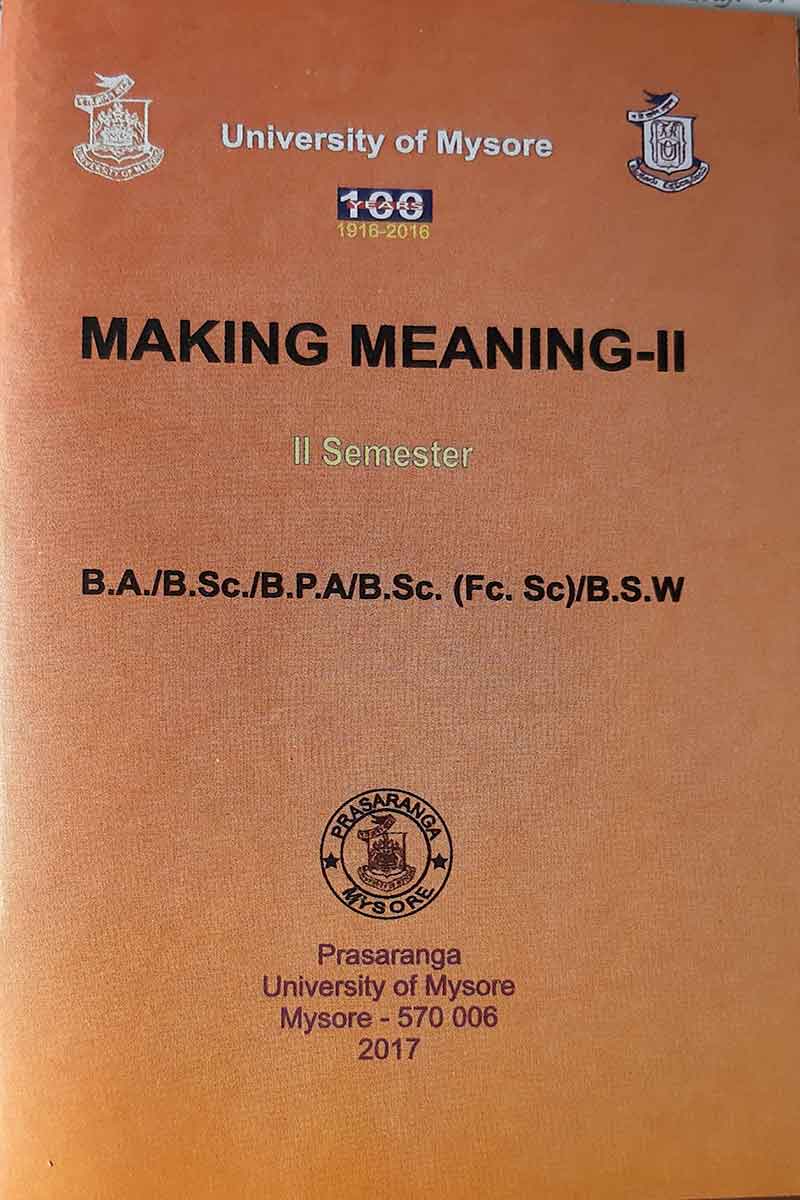 University of Mysore
100
YEARS
1916-2016
MAKING MEANING-II
II Semester
B.A./B.Sc./B.P.A/B.Sc. (Fc. Sc)/B.S.W
PRASARANGA
MYSORE
Prasaranga
University of Mysore
Mysore - 570 006
2017